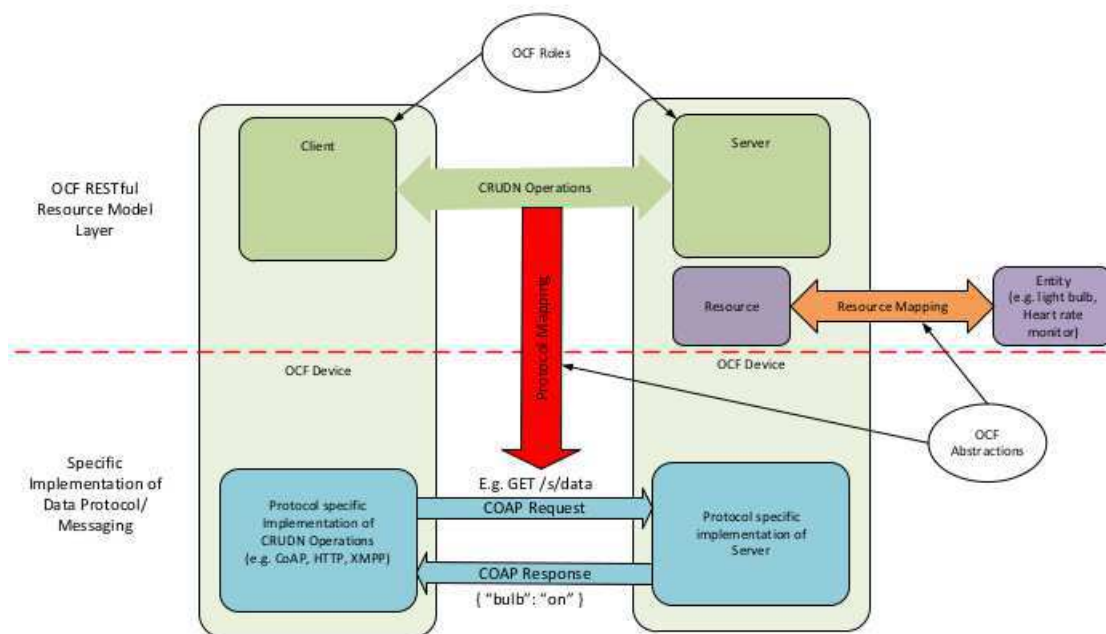 OCF Roles
Client
Server
OCF RESTful
Resource Model
Layer
CRUDN Operations
Protocol Mapping
Resource
Resource Mapping
Entity
(e.g. light bulb,
Heart rate
monitor)
OCF Device
OCF Device
OCF
Abstractions
Specific
Implementation of
Data Protocol/
Messaging
E.g. GET /s/data
Protocol specific
Implementation of
CRUDN Operations
(e.g. CoAP, HTTP, XMPP)
COAP Request
Protocol specific
implementation of
Server
COAP Response
{ “bulb”: “on” }